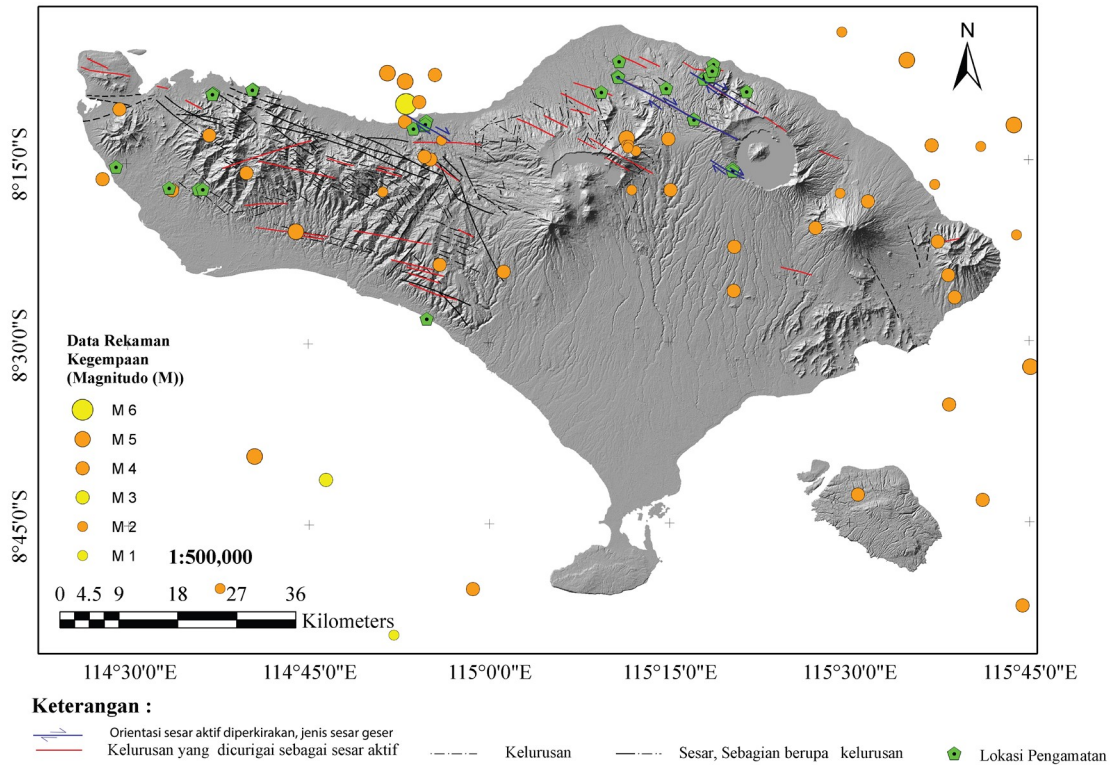 N
8°15'0"S
8°30'0"S
8°45'0"S
Data Rekaman
Kegempaan
(Magnitudo (M))
M 6
M 5
M 4
M 3
M 2
M 1
1:500,000
0 4.5 9 18 27 36
Kilometers
114°30'0"E 114°45'0"E 115°0'0"E 115°15'0"E 115°30'0"E 115°45'0"E
Keterangan :
Orientasi sesar aktif diperkirakan, jenis sesar geser
Kelurusan yang dicurigai sebagai sesar aktif
Kelurusan
Sesar, Sebagian berupa kelurusan
Lokasi Pengamatan